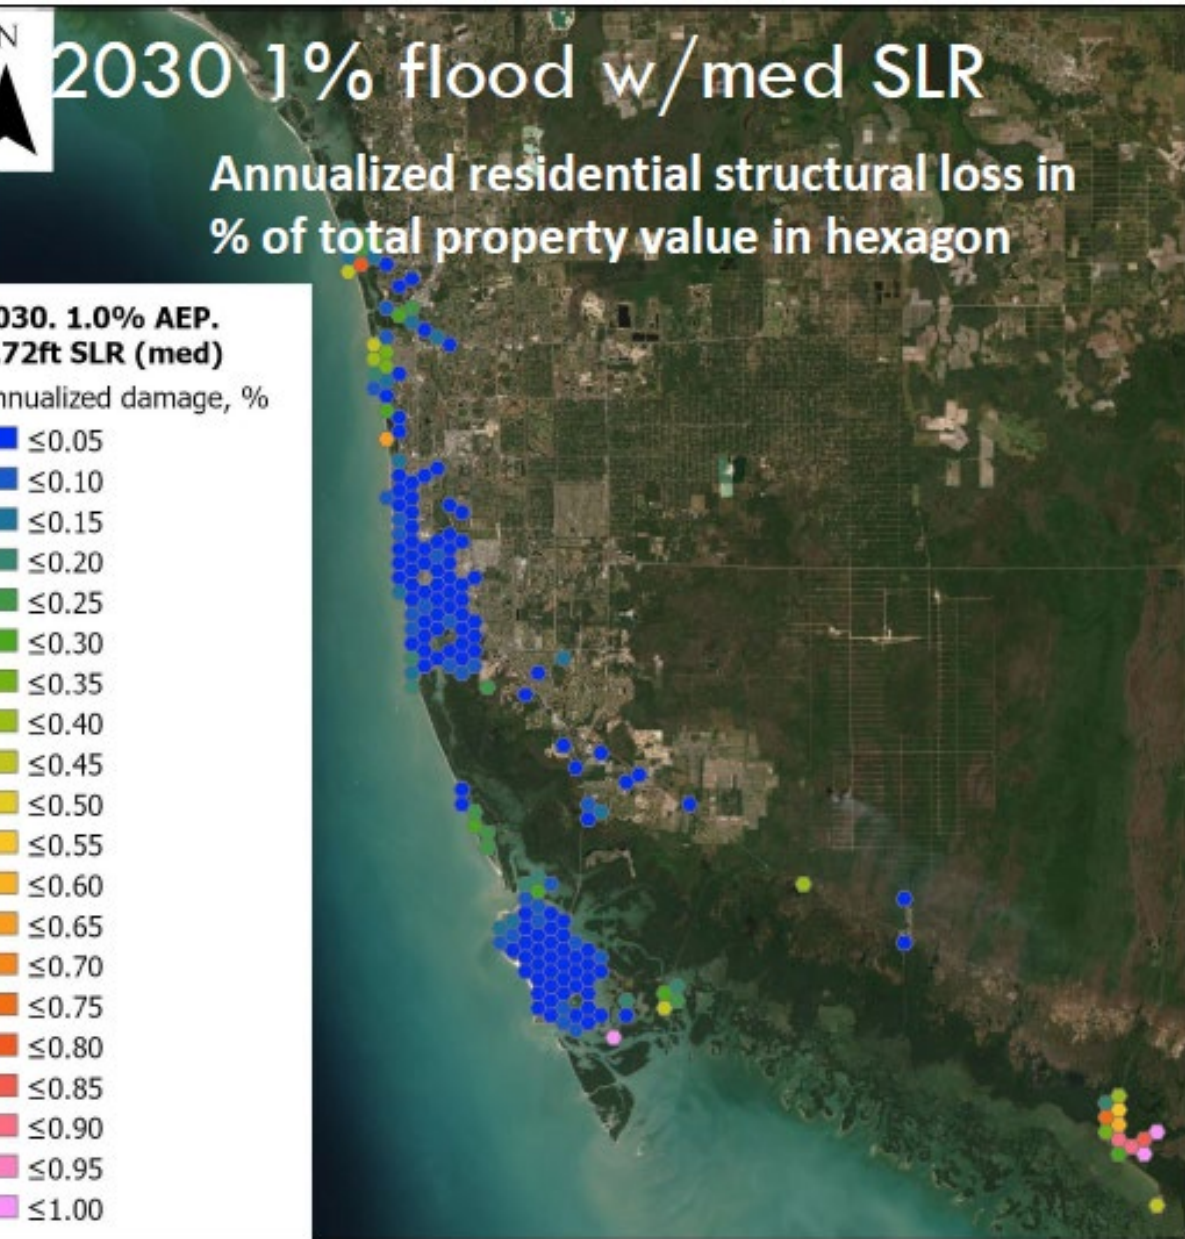 N
2030 1% flood w/med SLR
Annualized residential structural loss in
% of total property value in hexagon
030. 1.0% AEP.
.72ft SLR (med)
nnualized damage, %
≤0.05
≤0.10
≤0.15
≤0.20
≤0.25
≤0.30
≤0.35
≤0.40
≤0.45
≤0.50
≤0.55
≤0.60
≤0.65
≤0.70
≤0.75
≤0.80
≤0.85
≤0.90
≤0.95
≤1.00